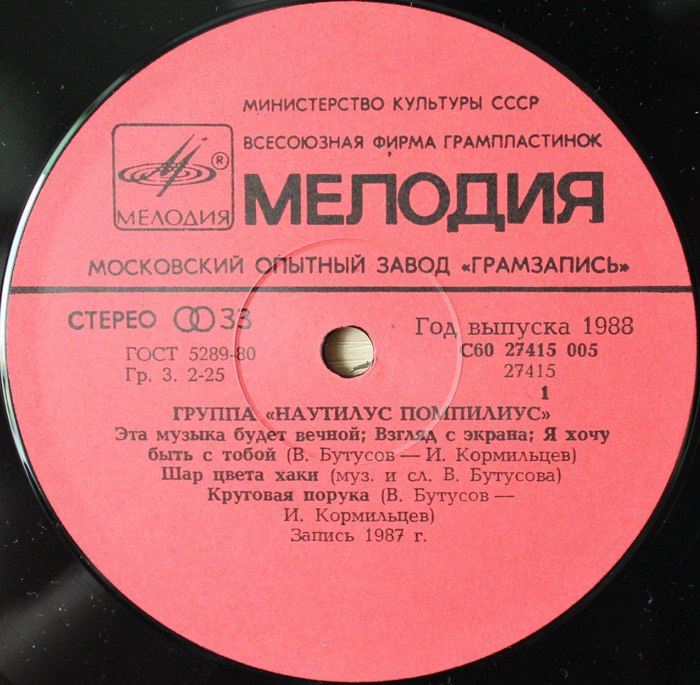 МИНИСТЕРСТВО КУЛЬТУРЫ СССР
ВСЕСОЮЗНАЯ ФИРМА ГРАМПЛАСТИНОК
®
МЕЛОДИЯ
МЕЛОДИЯ
МОСКОВСКИЙ ОПЫТНЫЙ ЗАВОД «ГРАМЗАПИСЬ»
СТЕРЕО 33
Год выпуска 1988
ГОСТ 5289-80
С60 27415 005
Гр. 3. 2-25
27415
1
ГРУППА «НАУТИЛУС ПОМПИЛИУС»
Эта музыка будет вечной; Взгляд с экрана; Я хочу
быть с тобой (В. Бутусов — И. Кормильцев)
Шар цвета хаки (муз. и сл. В. Бутусова)
Круговая порука (В. Бутусов —
И. Кормильцев)
Запись 1987 г.